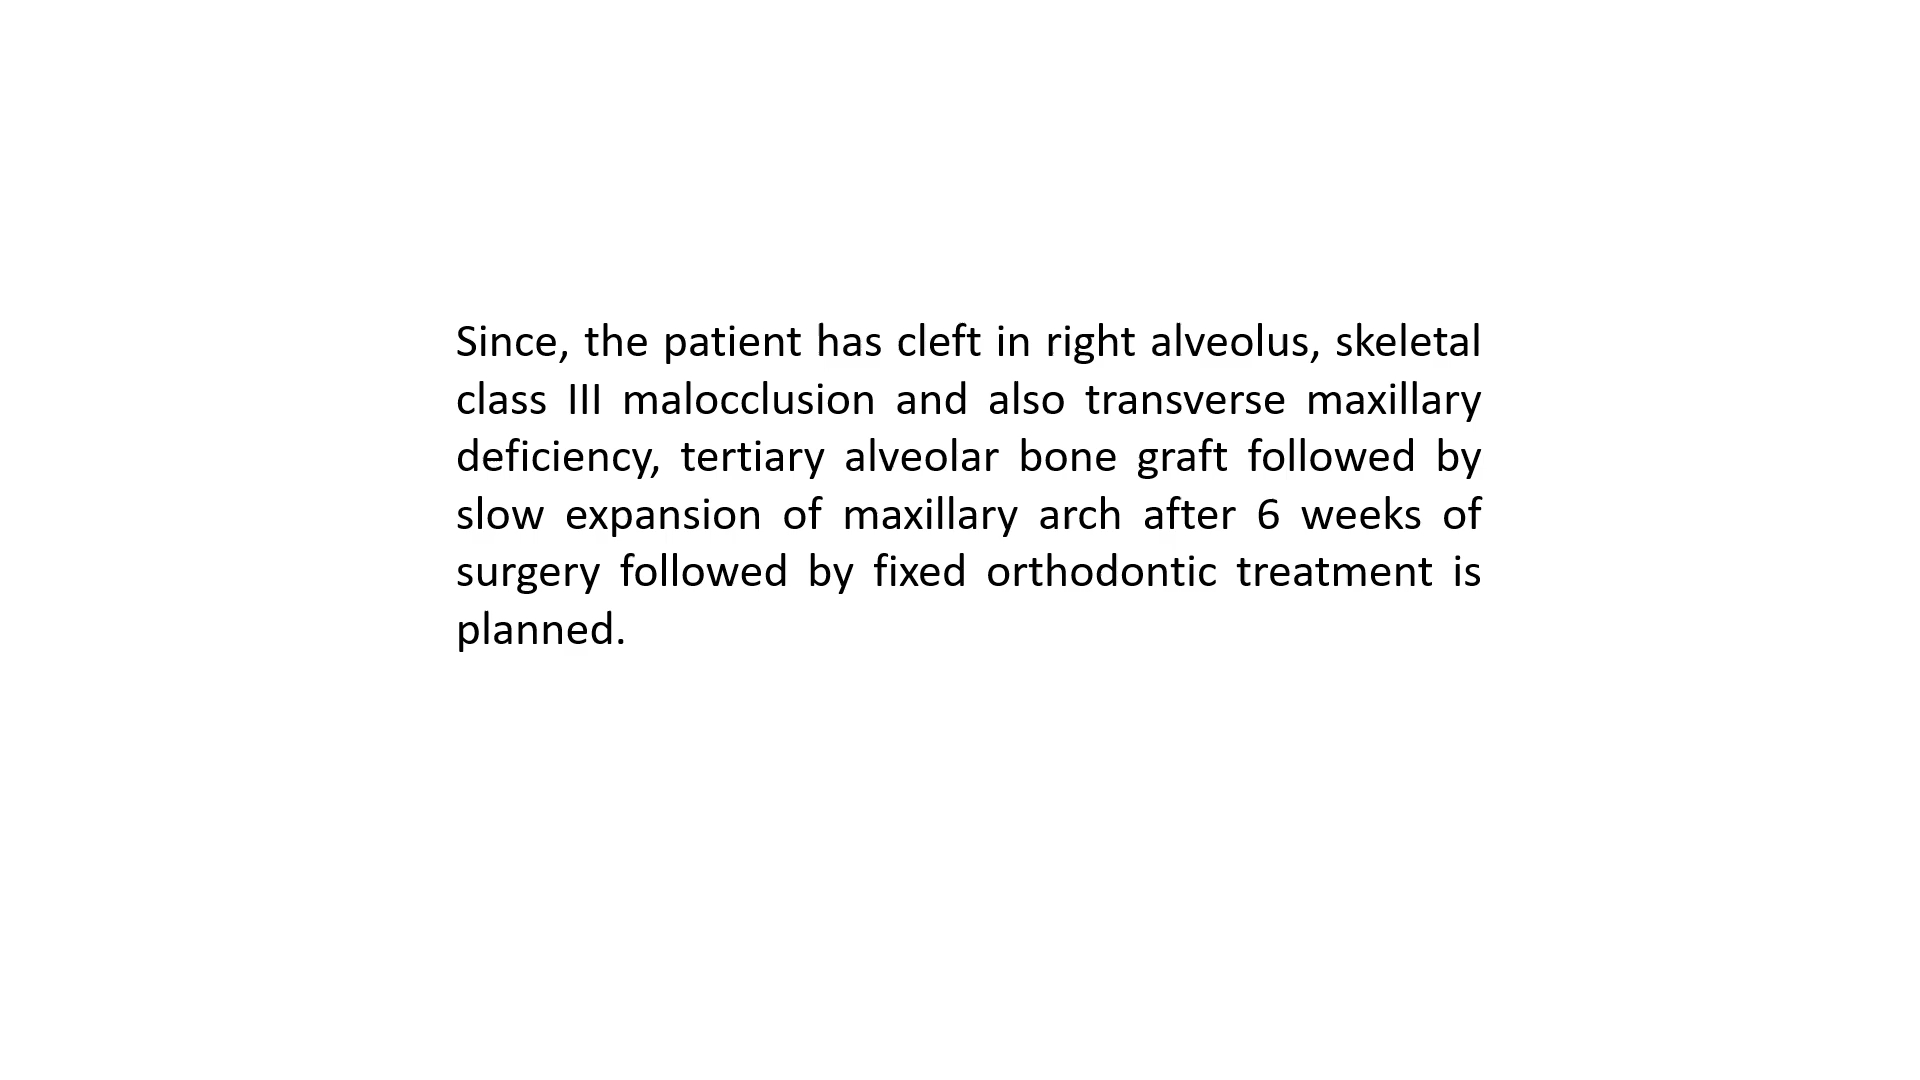 Since, the patient has cleft in right alveolus, skeletal
class III malocclusion and also transverse maxillary
deficiency, tertiary alveolar bone graft followed by
slow expansion of maxillary arch after 6 weeks of
surgery followed by fixed orthodontic treatment is
planned.